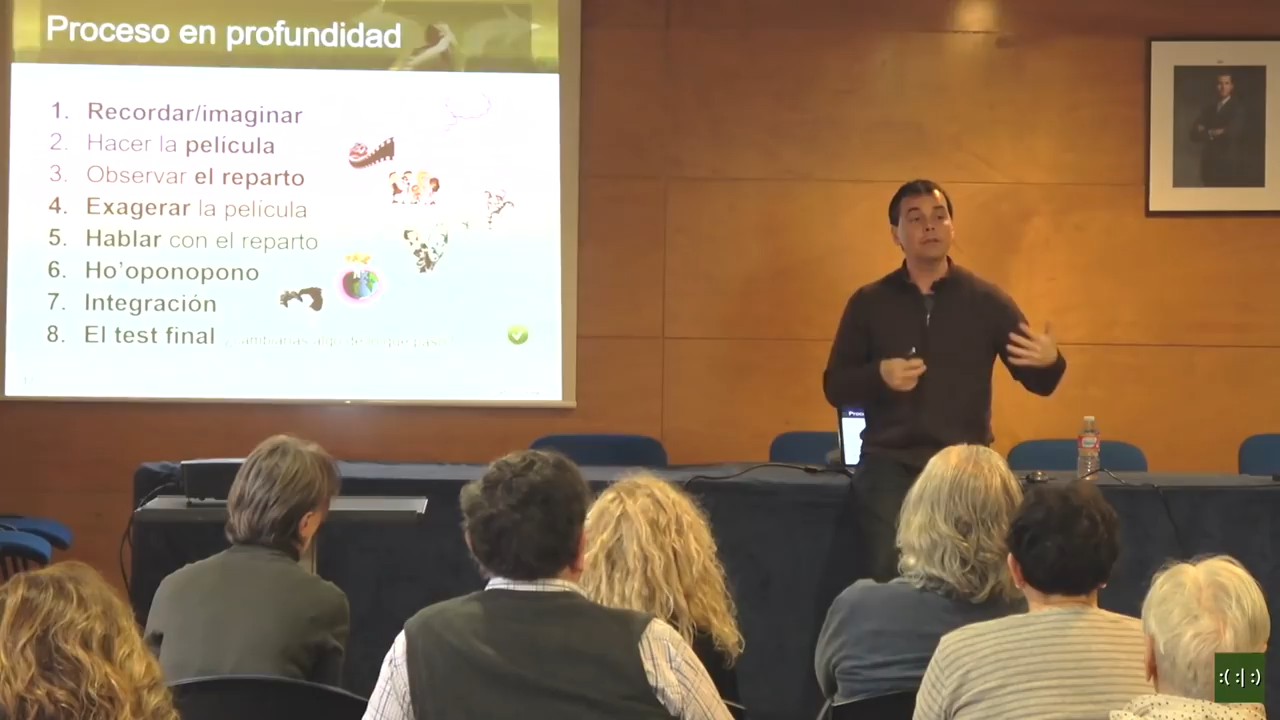 Proceso en profundidad
1. Recordar/imaginar
2. Hacer la película
3. Observar el reparto
4. Exagerar la película
5. Hablar con el reparto
6. Ho'oponopono
7. Integración
8. El test final
:( :| :)